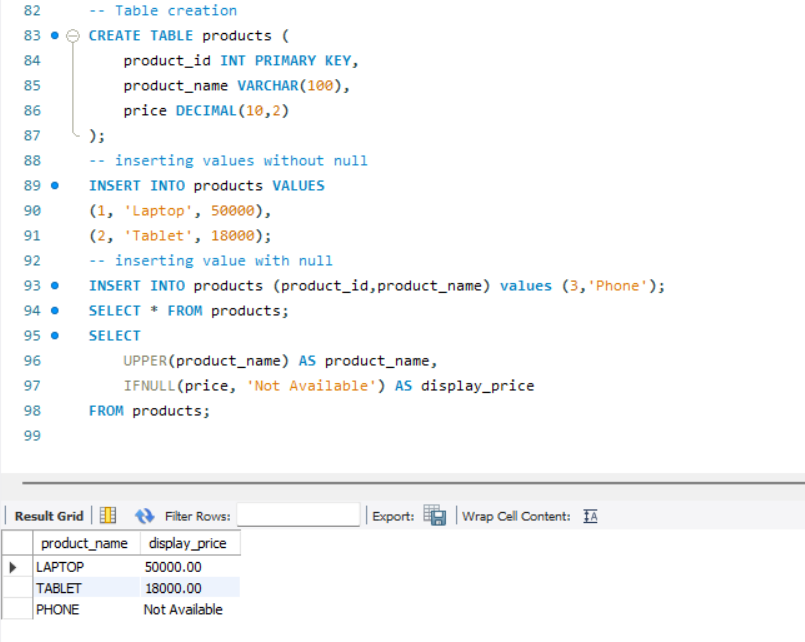 82 -- Table creation
83 CREATE TABLE products (
84 product_id INT PRIMARY KEY,
85 product_name VARCHAR(100),
86 price DECIMAL(10,2)
87 );
88 -- inserting values without null
89 INSERT INTO products VALUES
90 (1, 'Laptop', 50000),
91 (2, 'Tablet', 18000);
92 -- inserting value with null
93 INSERT INTO products (product_id,product_name) values (3,'Phone');
94 SELECT * FROM products;
95 SELECT
96 UPPER(product_name) AS product_name,
97 IFNULL(price, 'Not Available') AS display_price
98 FROM products;
99
Result Grid Filter Rows: Export: Wrap Cell Content: IA
product_name display_price
LAPTOP 50000.00
TABLET 18000.00
PHONE Not Available